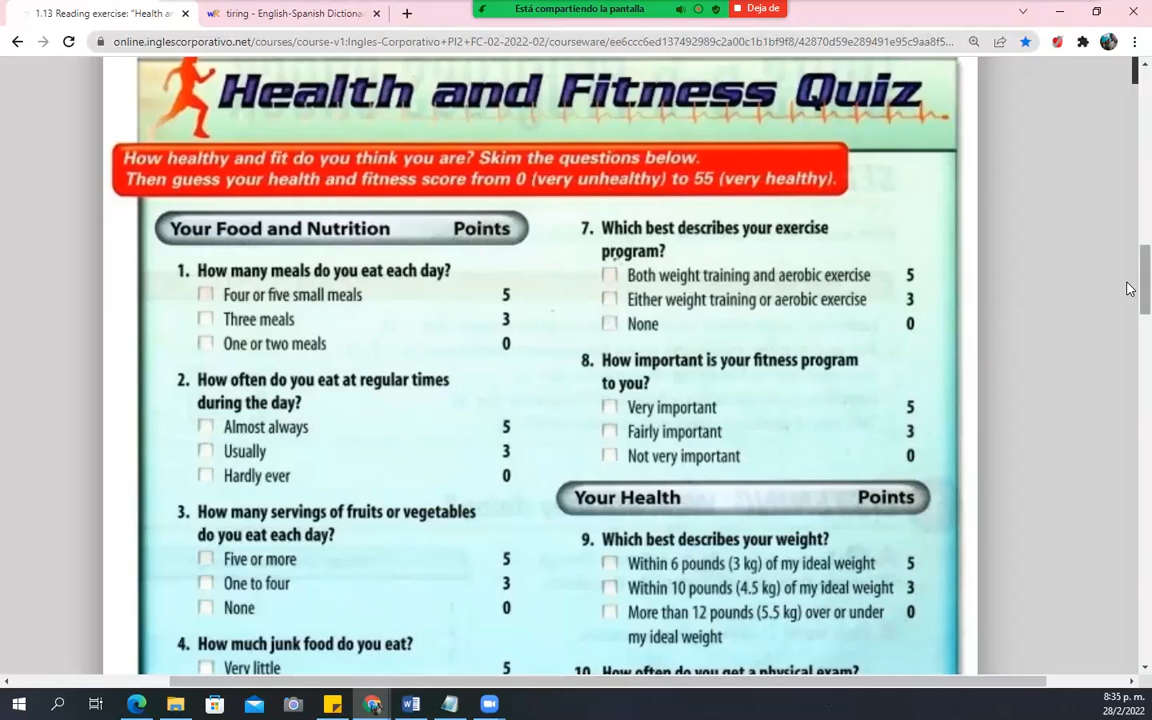 1.13 Reading exercise: "Health a
tiring - English-Spanish Dictiona
Está compartiendo la pantalla
Deja de
online.inglescorporativo.net/courses/course-v1:Ingles-Corporativo+PI2+FC-02-2022-02/courseware/ee6ccc6ed137492989c2a00c1b1bf9f8/42870d59e289491e95c9aa8f5...
Health and Fitness Quiz
How healthy and fit do you think you are? Skim the questions below.
Then guess your health and fitness score from 0 (very unhealthy) to 55 (very healthy).
Your Food and Nutrition Points
1. How many meals do you eat each day?
Four or five small meals 5
Three meals 3
One or two meals 0
2. How often do you eat at regular times
during the day?
Almost always 5
Usually 3
Hardly ever 0
3. How many servings of fruits or vegetables
do you eat each day?
Five or more 5
One to four 3
None 0
4. How much junk food do you eat?
Very little 5
7. Which best describes your exercise
program?
Both weight training and aerobic exercise 5
Either weight training or aerobic exercise 3
None 0
8. How important is your fitness program
to you?
Very important 5
Fairly important 3
Not very important 0
Your Health Points
9. Which best describes your weight?
Within 6 pounds (3 kg) of my ideal weight 5
Within 10 pounds (4.5 kg) of my ideal weight 3
More than 12 pounds (5.5 kg) over or under 0
my ideal weight
10. How often do you get a physical exam?
8:35 p. m.
28/2/2022